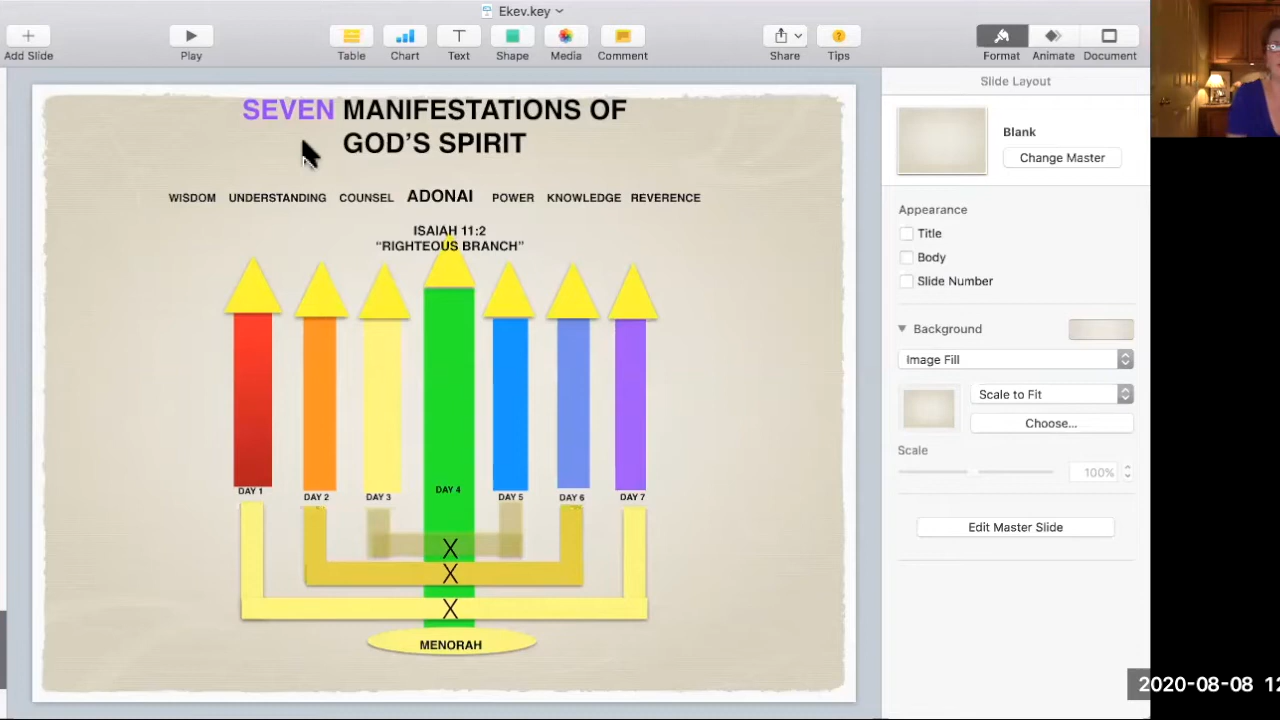 Ekev.key
Add Slide
Play
Table
Chart
Text
Shape
Media
Comment
Share
Tips
Format
Animate
Document
Slide Layout
Blank
Change Master
Appearance
Title
Body
Slide Number
Background
Image Fill
Scale to Fit
Choose...
Scale
100%
Edit Master Slide
SEVEN MANIFESTATIONS OF
GOD'S SPIRIT
WISDOM UNDERSTANDING COUNSEL ADONAI POWER KNOWLEDGE REVERENCE
ISAIAH 11:2
“RIGHTEOUS BRANCH”
DAY 1 DAY 2 DAY 3 DAY 4 DAY 5 DAY 6 DAY 7
X
X
X
MENORAH
2020-08-08 12